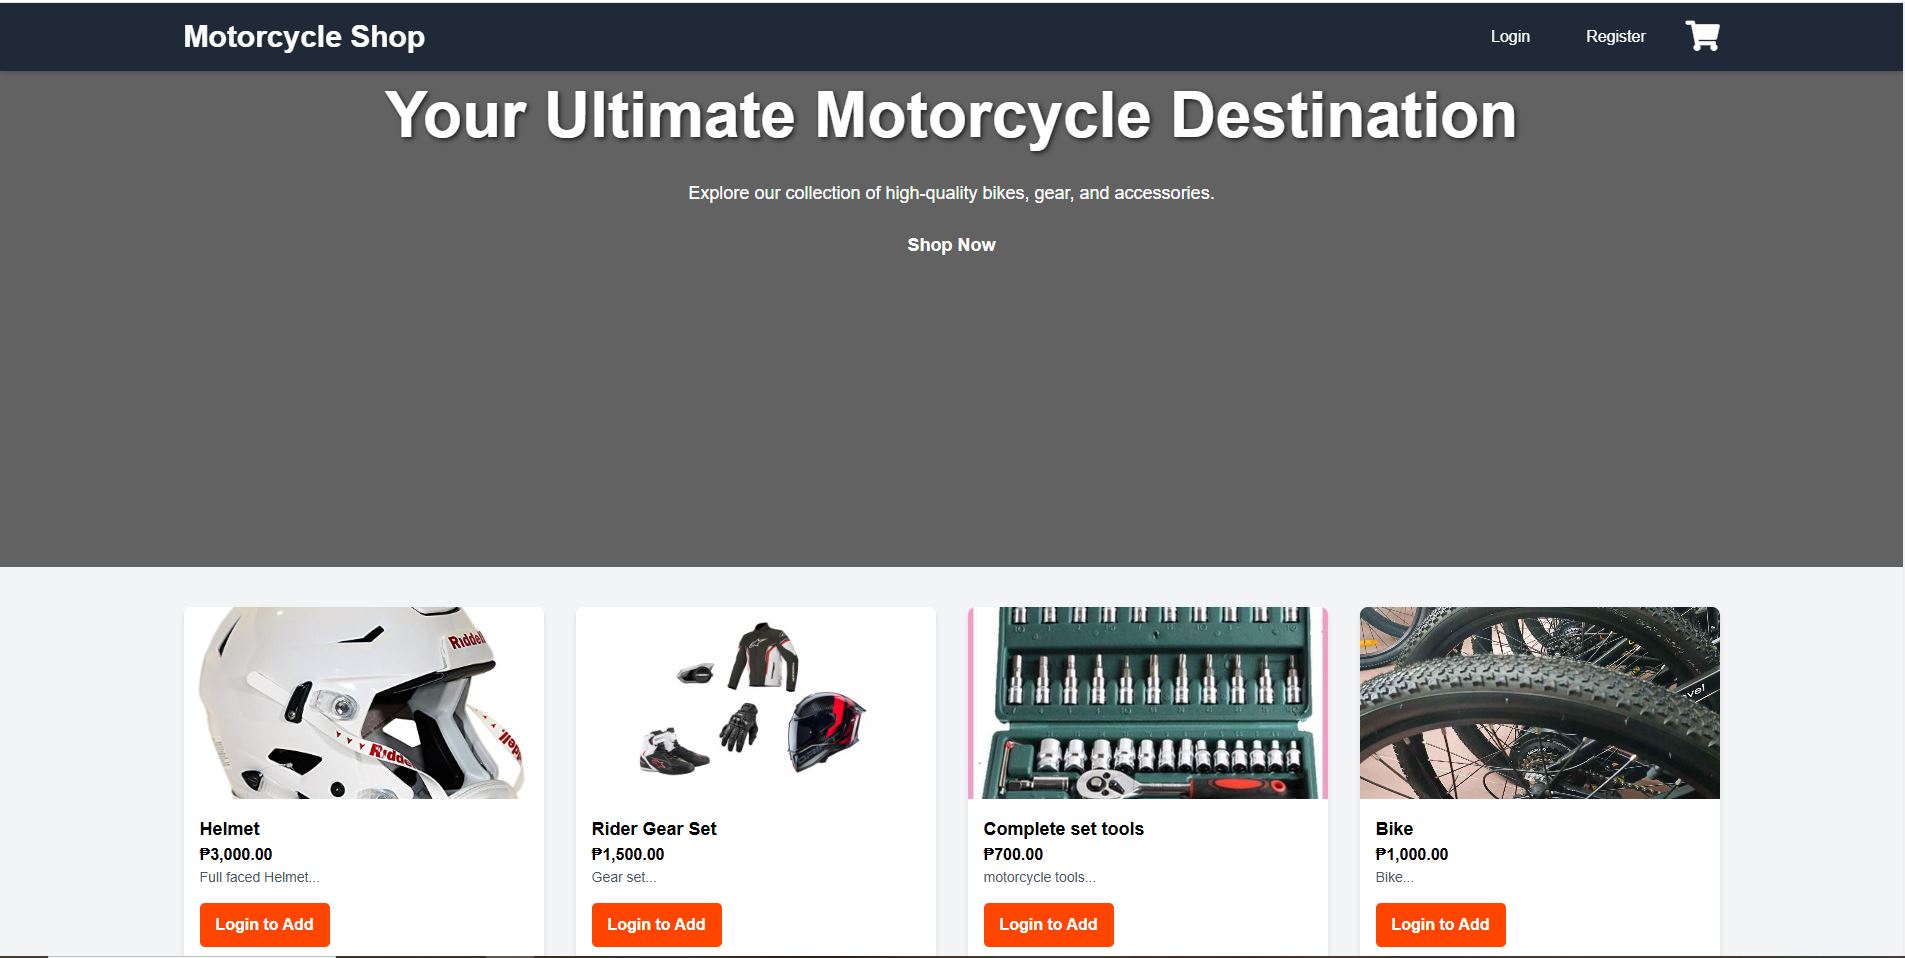 Motorcycle Shop
Login
Register
Your Ultimate Motorcycle Destination
Explore our collection of high-quality bikes, gear, and accessories.
Shop Now
Riddell
Riddell
Helmet
₱3,000.00
Full faced Helmet...
Login to Add
Rider Gear Set
₱1,500.00
Gear set...
Login to Add
Complete set tools
₱700.00
motorcycle tools...
Login to Add
Bike
₱1,000.00
Bike...
Login to Add